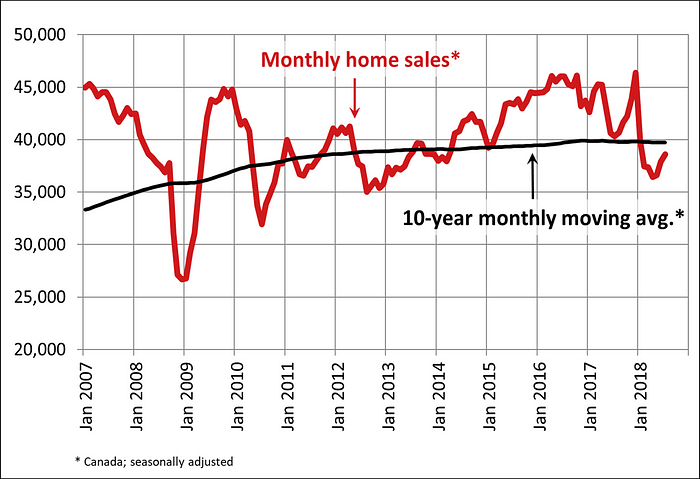 50,000
45,000
40,000
35,000
30,000
25,000
20,000
Monthly home sales*
10-year monthly moving avg.*
Jan 2007
Jan 2008
Jan 2009
Jan 2010
Jan 2011
Jan 2012
Jan 2013
Jan 2014
Jan 2015
Jan 2016
Jan 2017
Jan 2018
* Canada; seasonally adjusted